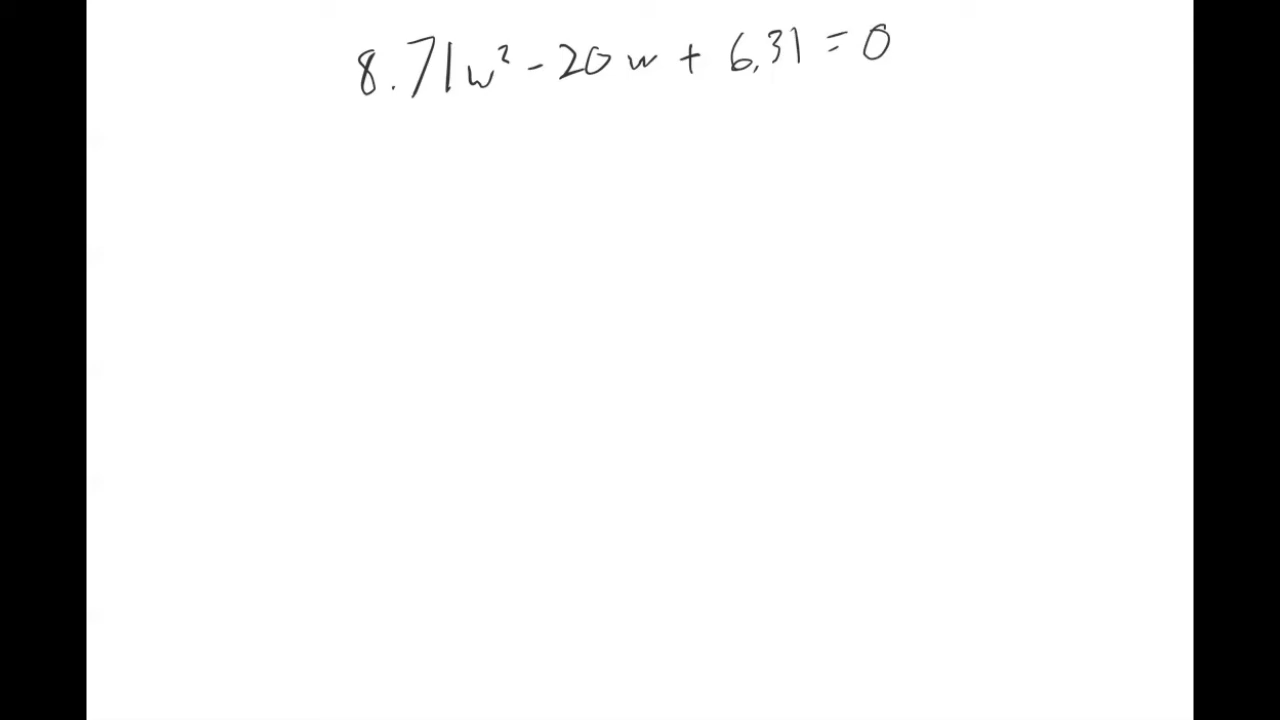 8.71w² - 20w + 6.31 = 0